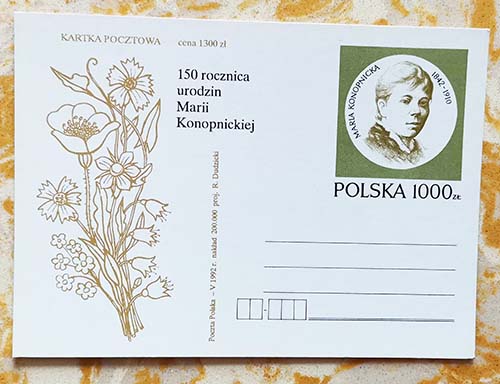 KARTKA POCZTOWA cena 1300 zł
150 rocznica
urodzin
Marii
Konopnickiej
MARIA KONOPNICKA 1842-1910
POLSKA 1000 ZŁ
Poczta Polska – V 1992 r. nakład 200.000 proj. R. Dudzicki